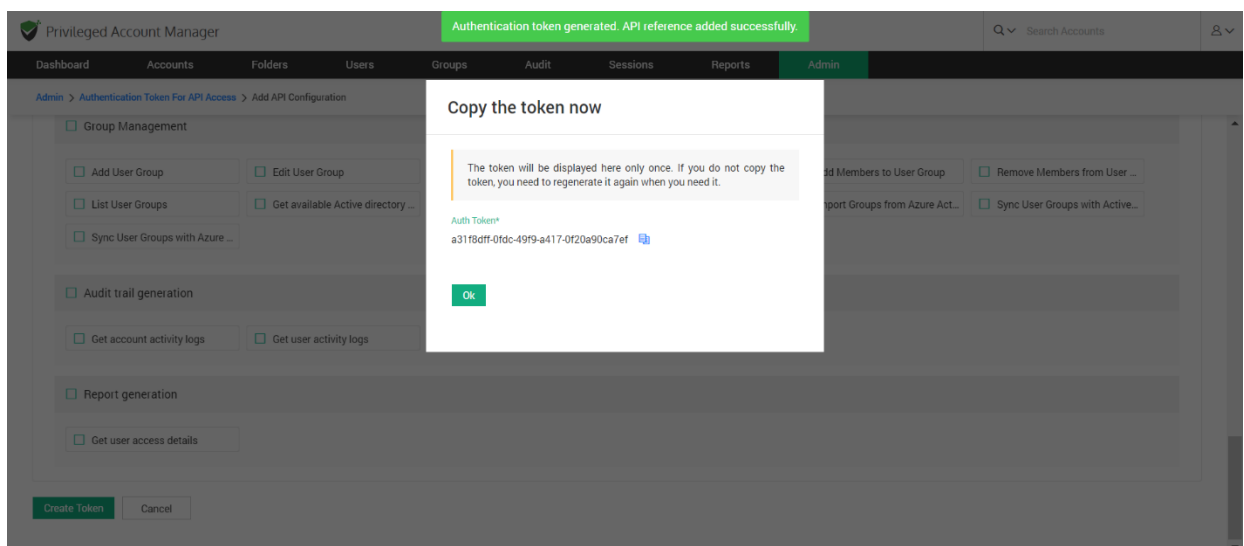 Privileged Account Manager
Authentication token generated. API reference added successfully.
Search Accounts
Dashboard Accounts Folders Users Groups Audit Sessions Reports Admin
Admin > Authentication Token For API Access > Add API Configuration
Copy the token now
Group Management
The token will be displayed here only once. If you do not copy the
token, you need to regenerate it again when you need it.
Add User Group Edit User Group Members to User Group Remove Members from User ...
List User Groups Get available Active directory ... Groups from Azure Act... Sync User Groups with Active...
Auth Token*
a31f8dff-0fdc-49f9-a417-0f20a90ca7ef
Sync User Groups with Azure ...
Audit trail generation
Ok
Get account activity logs Get user activity logs
Report generation
Get user access details
Create Token Cancel